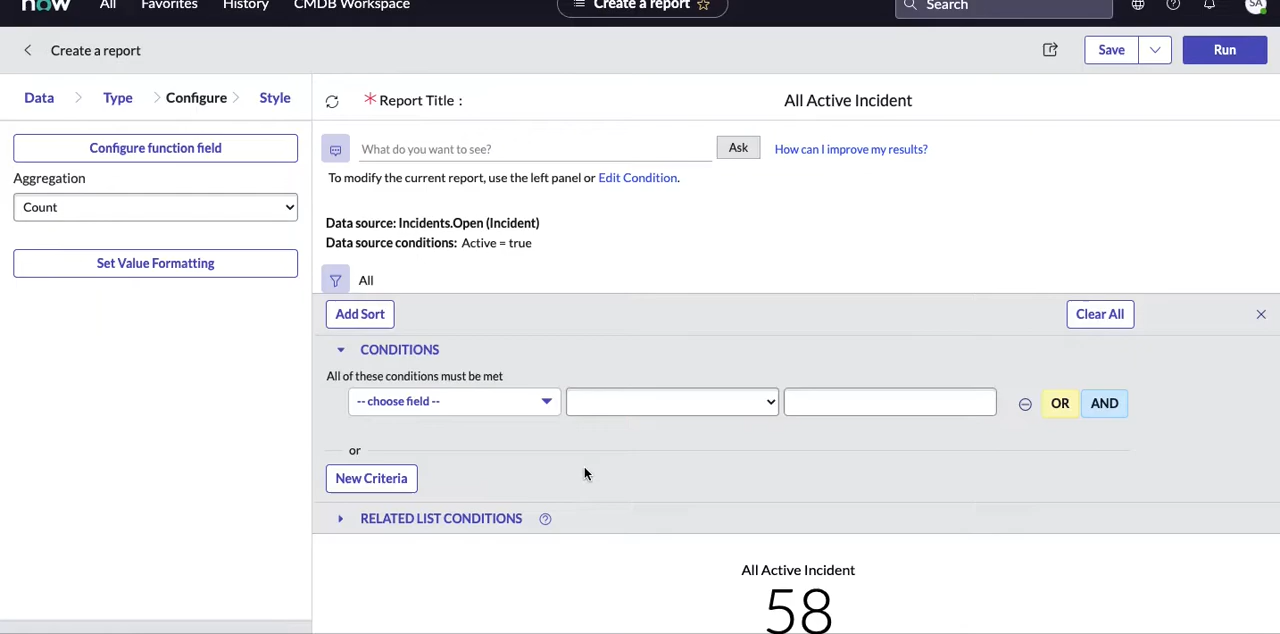 now All Favorites History CMDB Workspace Create a report Search SA
Create a report Save Run
Data Type Configure Style
Report Title : All Active Incident
Configure function field
What do you want to see? Ask How can I improve my results?
Aggregation
To modify the current report, use the left panel or Edit Condition.
Count
Data source: Incidents.Open (Incident)
Data source conditions: Active = true
Set Value Formatting
All
Add Sort Clear All
CONDITIONS
All of these conditions must be met
-- choose field -- OR AND
or
New Criteria
RELATED LIST CONDITIONS
All Active Incident
58